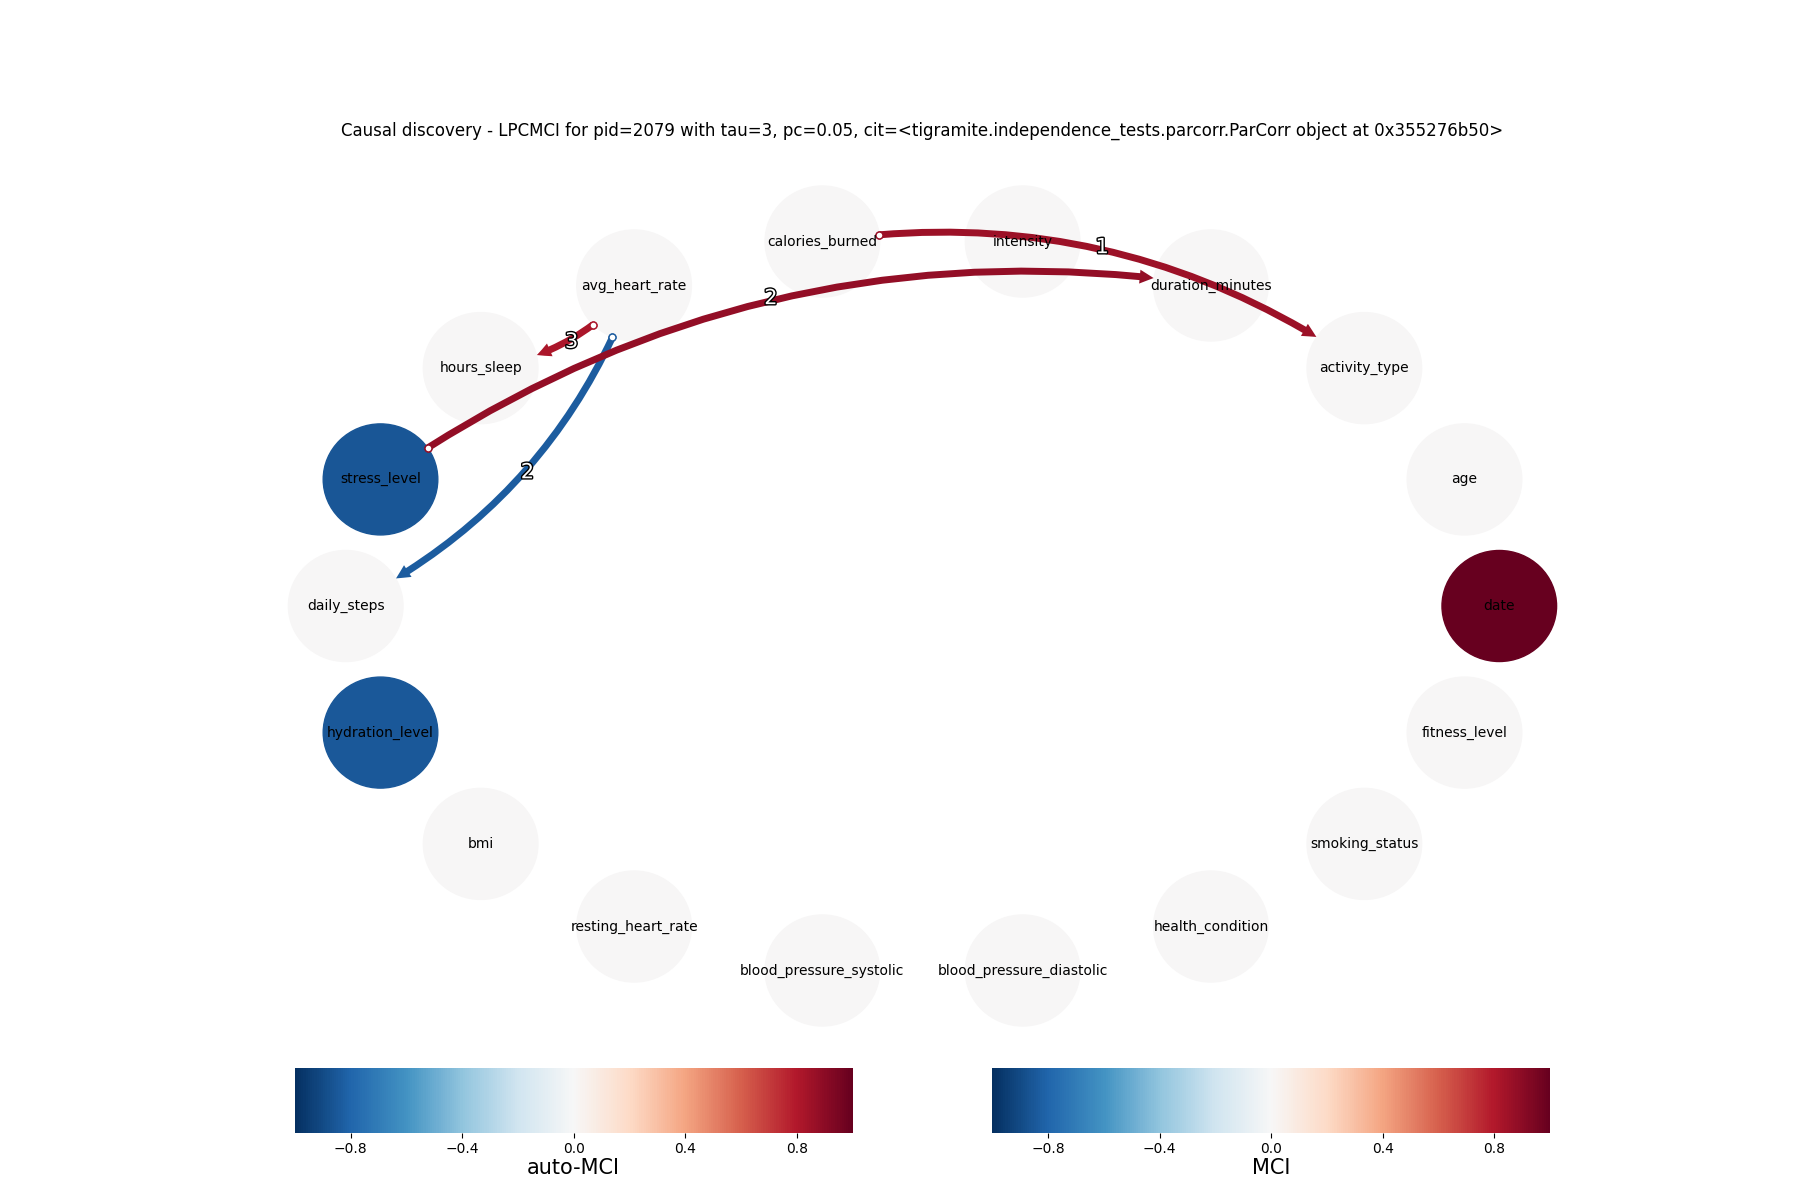 Causal discovery - LPCMCI for pid=2079 with tau=3, pc=0.05, cit=<tigramite.independence_tests.parcorr.ParCorr object at 0x355276b50>
calories_burned
intensity
1
avg_heart_rate
duration_minutes
2
3
hours_sleep
activity_type
2
stress_level
age
daily_steps
date
hydration_level
fitness_level
bmi
smoking_status
resting_heart_rate
health_condition
blood_pressure_systolic
blood_pressure_diastolic
−0.8 −0.4 0.0 0.4 0.8
auto-MCI
−0.8 −0.4 0.0 0.4 0.8
MCI